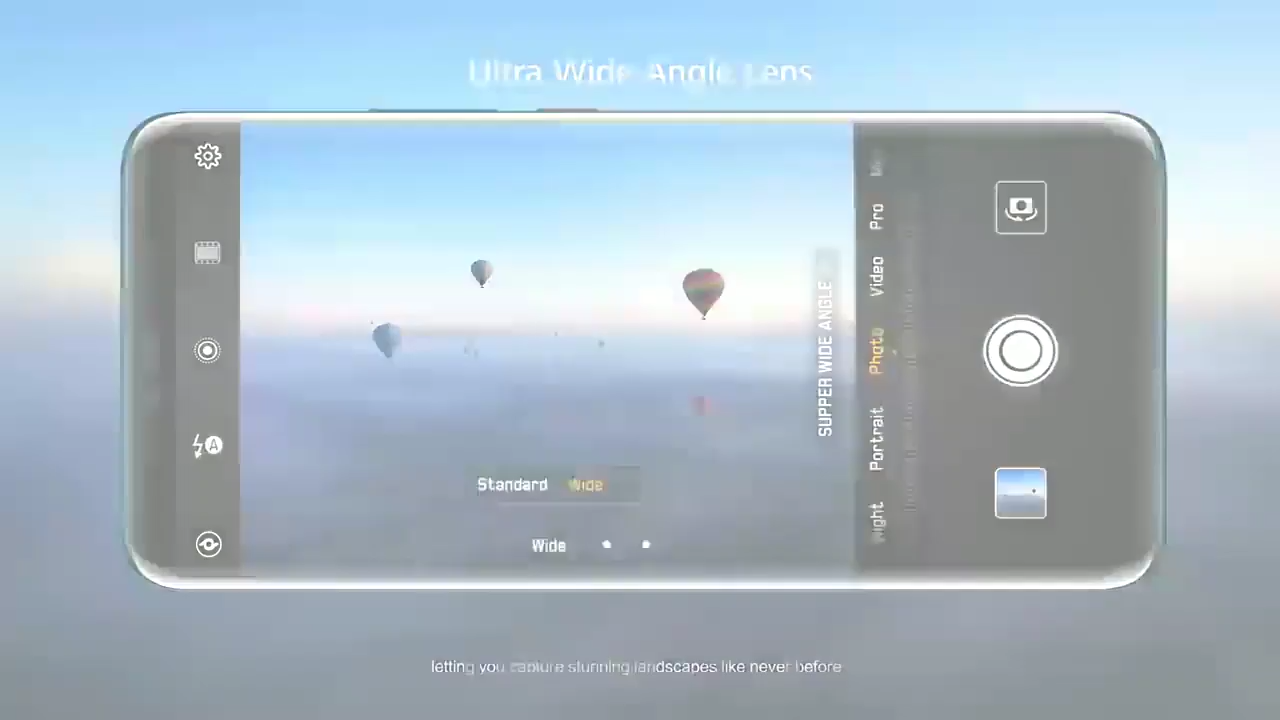 Ultra Wide Angle Lens
A
SUPPER WIDE ANGLE
Pro
Video
Photo
Portrait
Night
Standard Wide
Wide
letting you capture stunning landscapes like never before